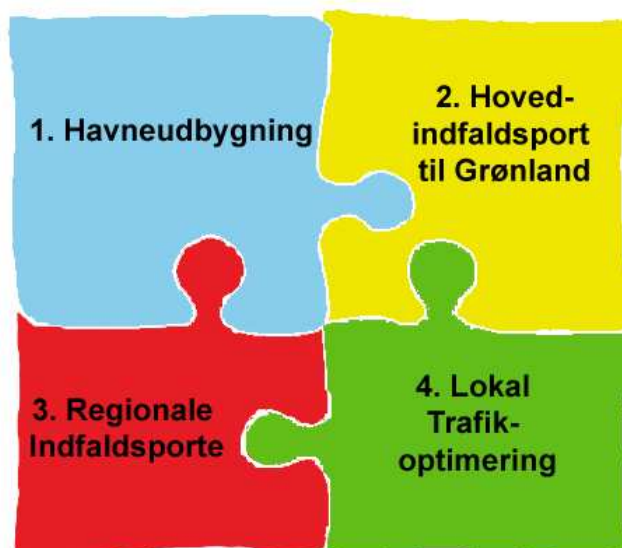 1. Havneudbygning
2. Hoved-
indfaldsport
til Grønland
3. Regionale
Indfaldsporte
4. Lokal
Trafik-
optimering